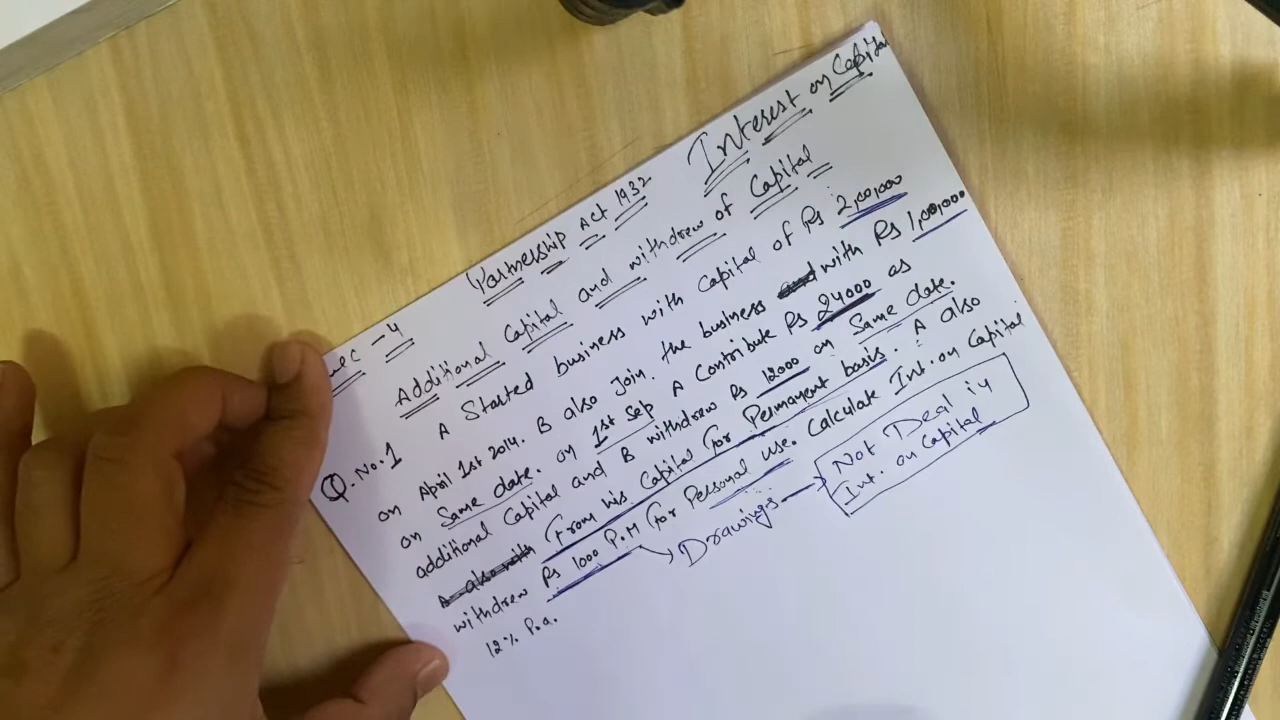 Partnership Act 1932 Interest on Capital
Lec - 4
Additional Capital and withdrew of Capital
Q. No. 1 A Started business with capital of Rs 2,00,000
on April 1st 2014. B also Join the business with Rs 1,00,000
on Same date. on 1st Sep A Contribute Rs 24000 as
additional Capital and B withdrew Rs 12000 on Same date.
From his Capital for Permanent basis. A also
withdrew Rs 1000 P.M for Personal use. Calculate Int. on Capital
12% P.a.
Drawings → Not Deal in
Int. on Capital